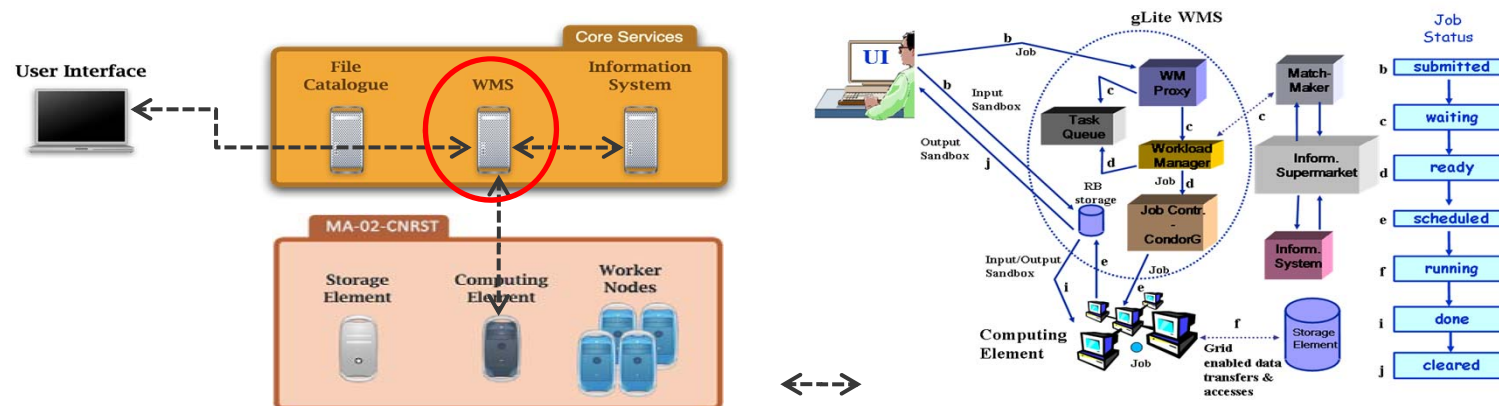 Core Services
User Interface
File
Catalogue
WMS
Information
System
MA-02-CNRST
Storage
Element
Computing
Element
Worker
Nodes
gLite WMS
UI
b
Job
b
Input
Sandbox
Output
Sandbox
j
WM
Proxy
c
Task
Queue
c
d
Workload
Manager
Job
d
RB
storage
Job Contr.
-
CondorG
Match-
Maker
c
Inform.
Supermarket
Inform.
System
Input/Output
Sandbox
i
e
Job
e
Computing
Element
Job
f
Grid
enabled data
transfers &
accesses
Storage
Element
Job
Status
b submitted
c waiting
d ready
e scheduled
f running
i done
j cleared